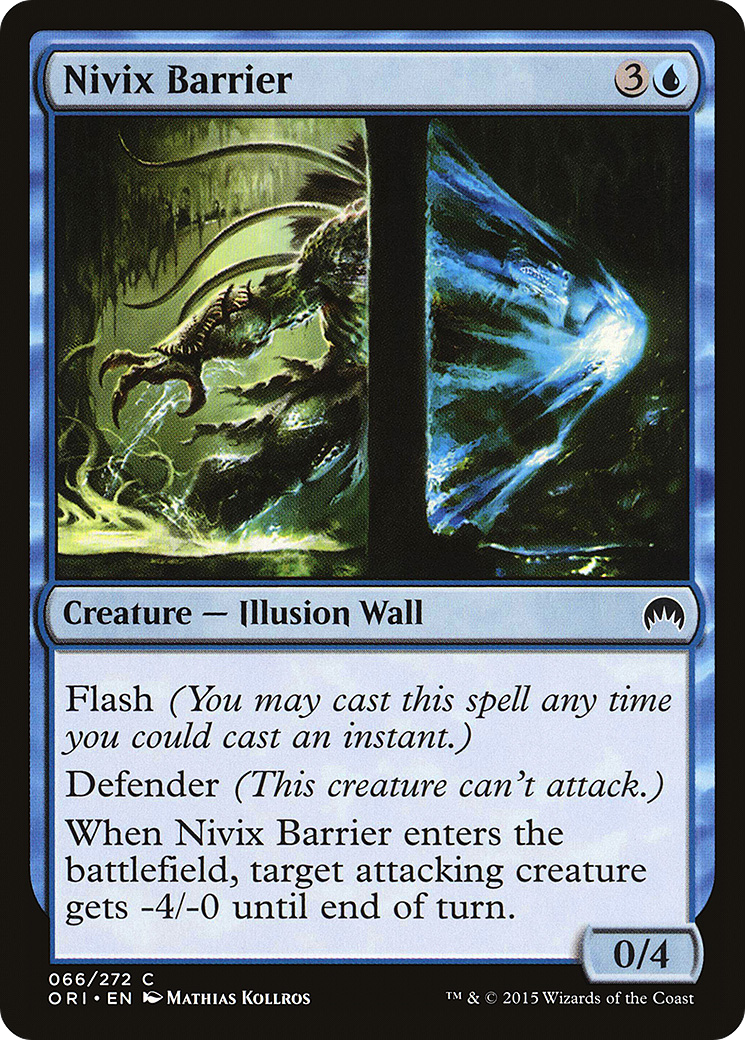 Nivix Barrier
3
Creature — Illusion Wall
Flash (You may cast this spell any time
you could cast an instant.)
Defender (This creature can't attack.)
When Nivix Barrier enters the
battlefield, target attacking creature
gets -4/-0 until end of turn.
0/4
066/272 C
ORI • EN Mathias Kollros
™ & © 2015 Wizards of the Coast